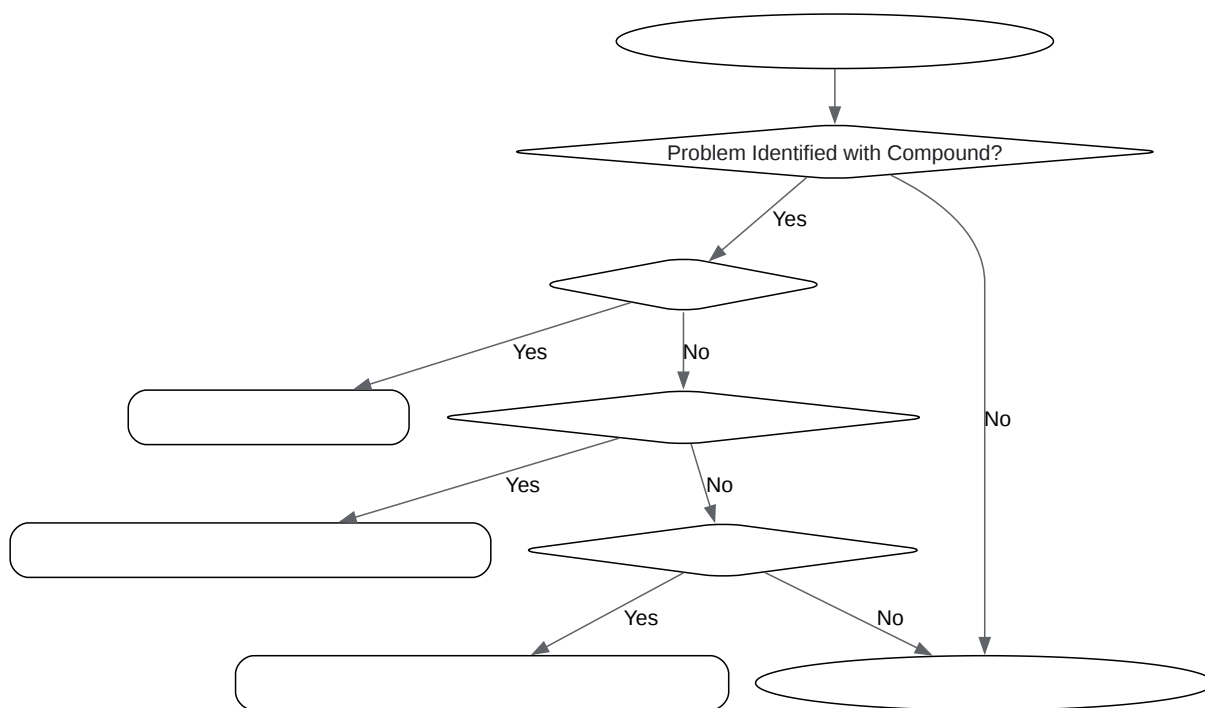 Problem Identified with Compound?
Yes
Yes
No
No
Yes
No
Yes
No